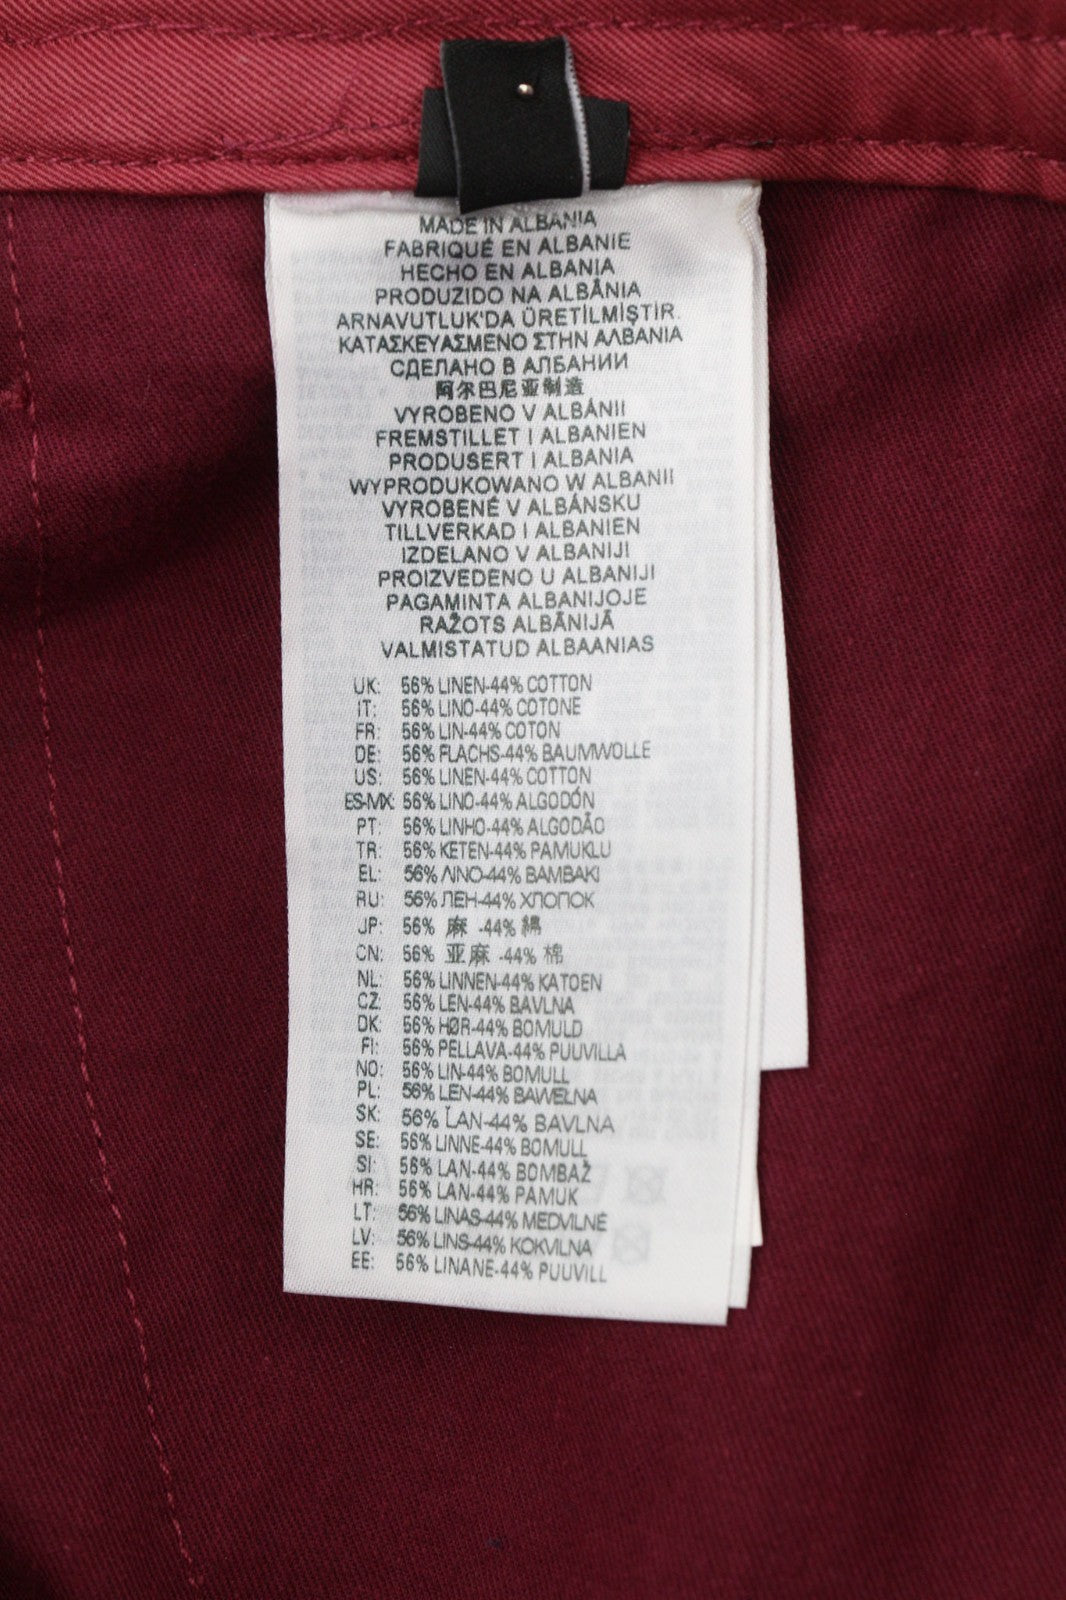 MADE IN ALBANIA
FABRIQUÉ EN ALBANIE
HECHO EN ALBANIA
PRODUZIDO NA ALBÂNIA
ARNAVUTLUK'DA ÜRETİLMİŞTİR.
ΚΑΤΑΣΚΕΥΑΣΜΕΝΟ ΣΤΗΝ ΑΛΒΑΝΙΑ
СДЕЛАНО В АЛБАНИИ
阿尔巴尼亚制造
VYROBENO V ALBÁNII
FREMSTILLET I ALBANIEN
PRODUSERT I ALBANIA
WYPRODUKOWANO W ALBANII
VYROBENÉ V ALBÁNSKU
TILLVERKAD I ALBANIEN
IZDELANO V ALBANIJI
PROIZVEDENO U ALBANIJI
PAGAMINTA ALBANIJOJE
RAŽOTS ALBĀNIJĀ
VALMISTATUD ALBAANIAS
UK: 56% LINEN-44% COTTON
IT: 56% LINO-44% COTONE
FR: 56% LIN-44% COTON
DE: 56% FLACHS-44% BAUMWOLLE
US: 56% LINEN-44% COTTON
ES-MX: 56% LINO-44% ALGODÓN
PT: 56% LINHO-44% ALGODÃO
TR: 56% KETEN-44% PAMUKLU
EL: 56% ΛΙΝΟ-44% ΒΑΜΒΑΚΙ
RU: 56% ЛЕН-44% ХЛОПОК
JP: 56% 麻 -44% 綿
CN: 56% 亚麻 -44% 棉
NL: 56% LINNEN-44% KATOEN
CZ: 56% LEN-44% BAVLNA
DK: 56% HØR-44% BOMULD
FI: 56% PELLAVA-44% PUUVILLA
NO: 56% LIN-44% BOMULL
PL: 56% LEN-44% BAWEŁNA
SK: 56% ĽAN-44% BAVLNA
SE: 56% LINNE-44% BOMULL
SI: 56% LAN-44% BOMBAŽ
HR: 56% LAN-44% PAMUK
LT: 56% LINAS-44% MEDVILNĖ
LV: 56% LINS-44% KOKVILNA
EE: 56% LINANE-44% PUUVILL